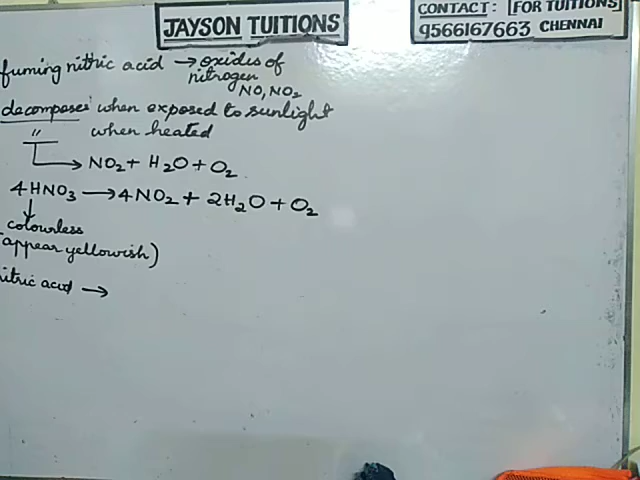 JAYSON TUITIONS
CONTACT: [FOR TUITIONS]
9566167663 CHENNAI
fuming nitric acid → oxides of
nitrogen
NO, NO₂
decomposes when exposed to sunlight
" when heated
→ NO₂ + H₂O + O₂
4HNO₃ → 4NO₂ + 2H₂O + O₂
↓
colourless
(appear yellowish)
nitric acid →